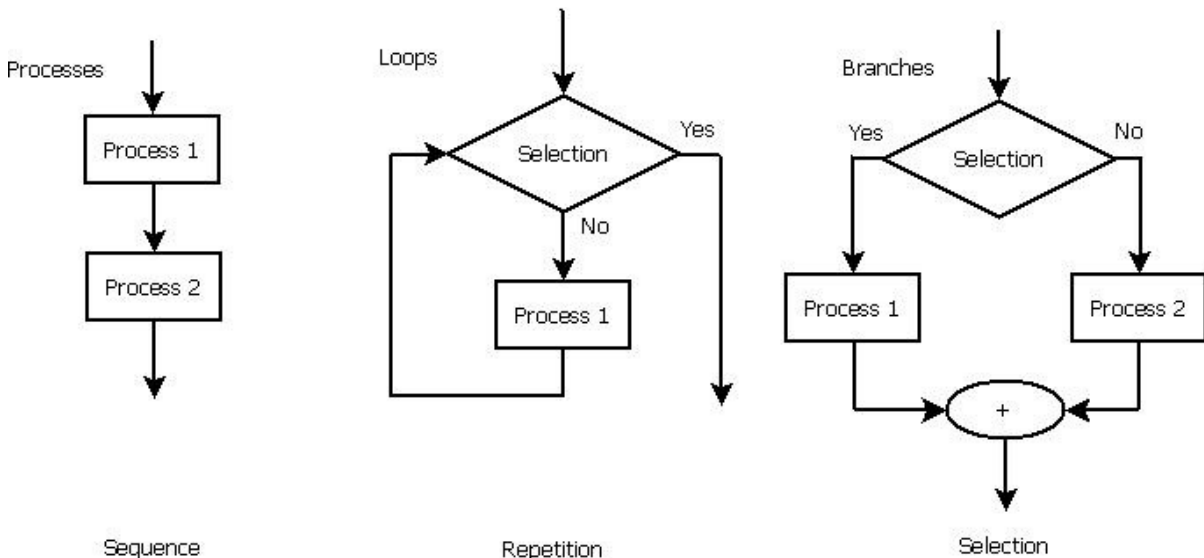 Processes
Process 1
Process 2
Sequence
Loops
Selection
Yes
No
Process 1
Repetition
Branches
Yes
No
Selection
Process 1
Process 2
+
Selection